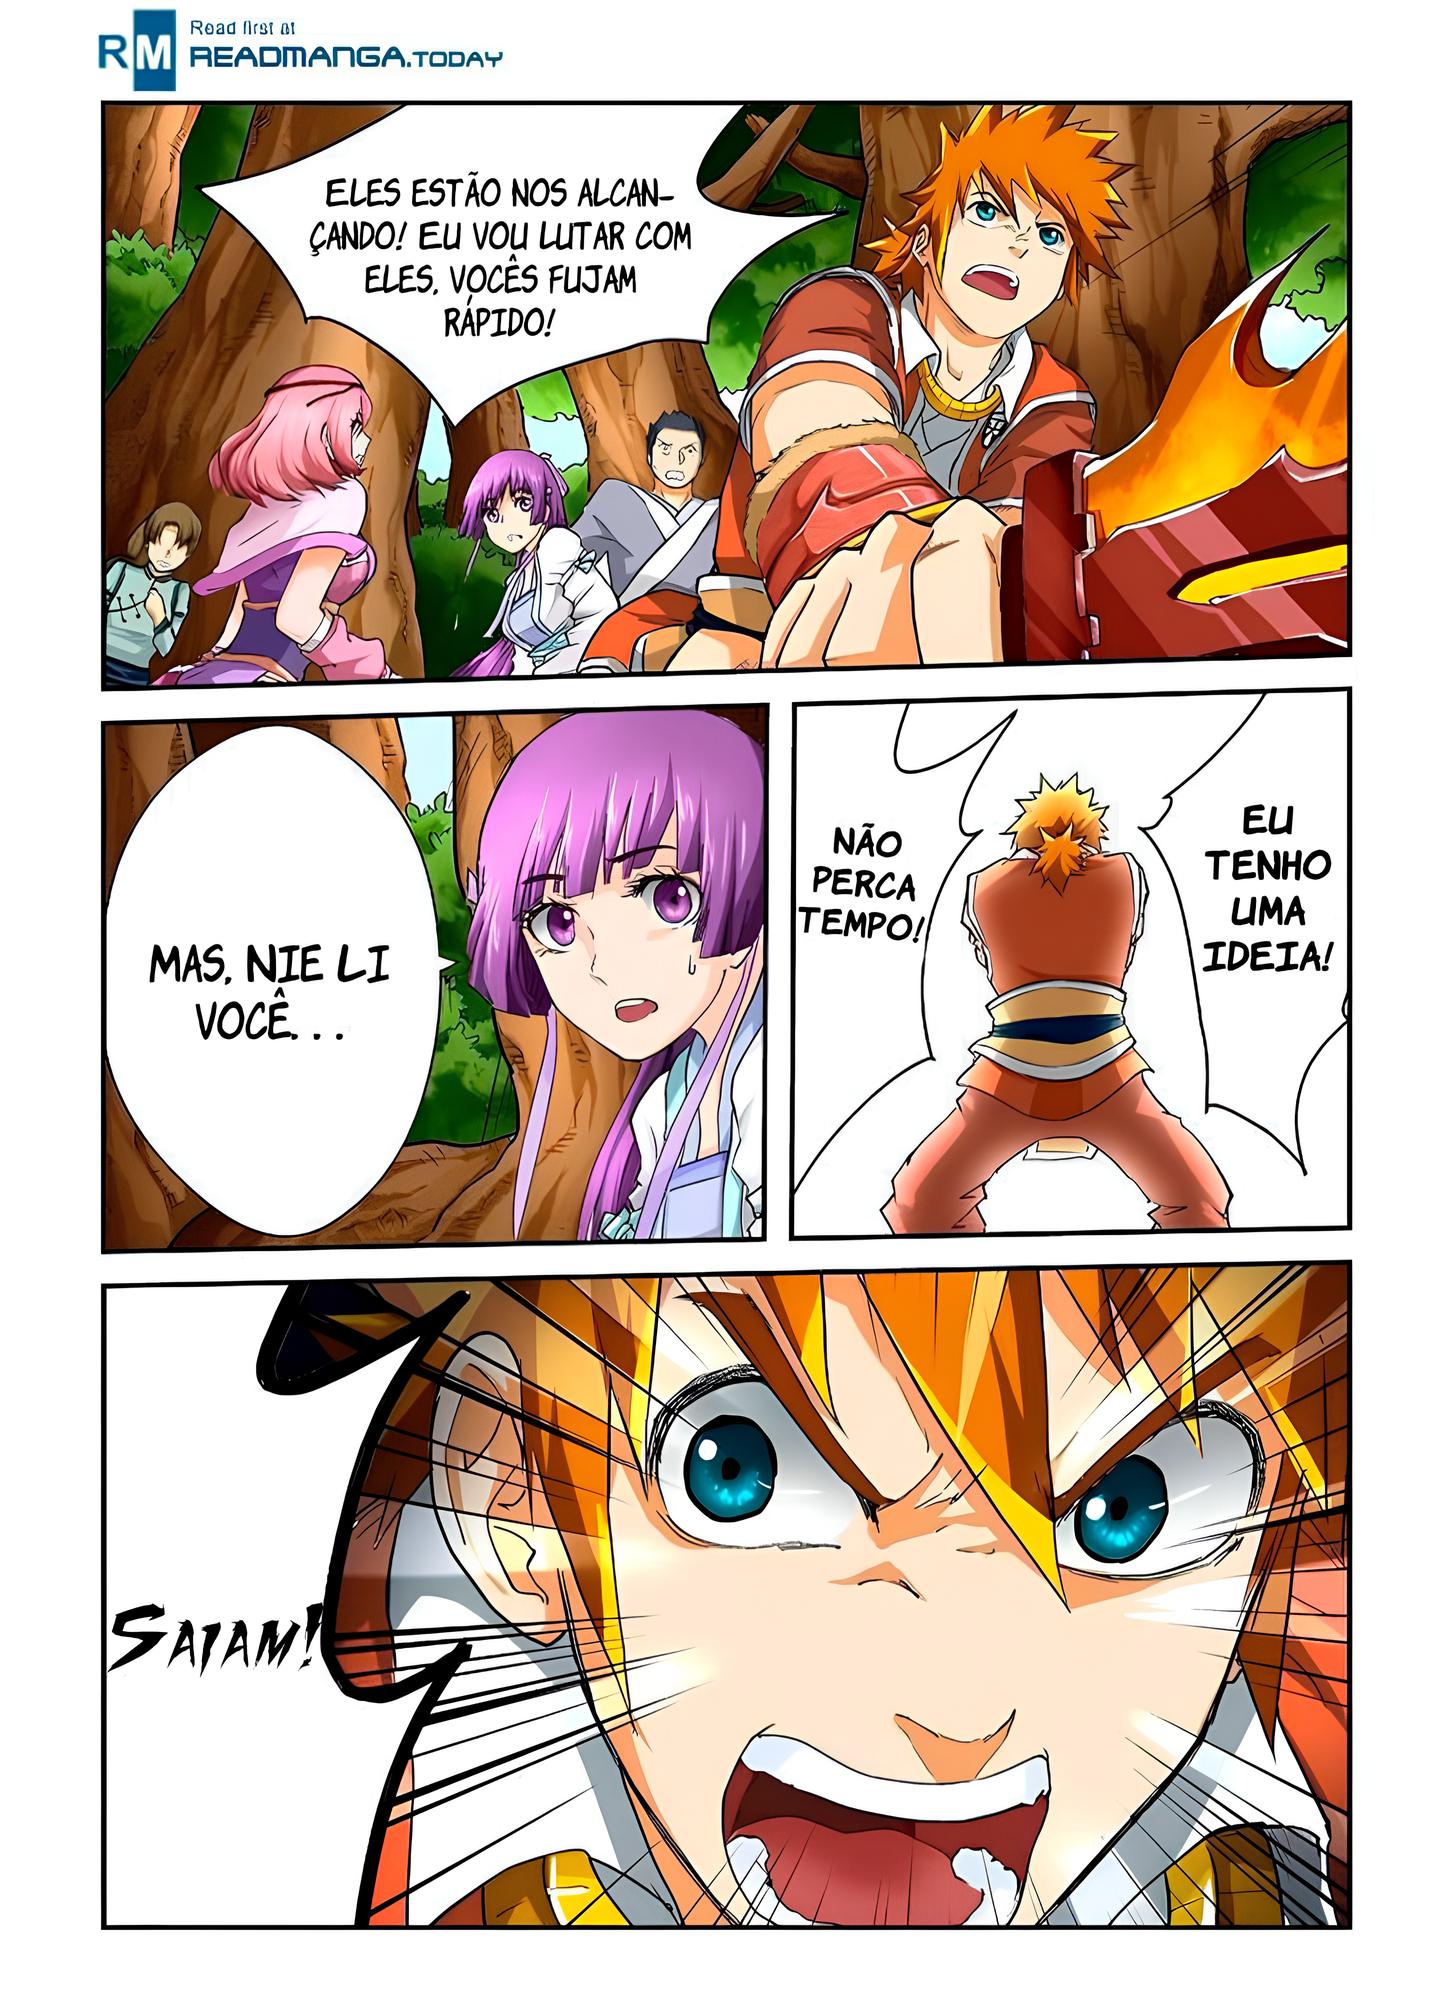 RM
Read first at
READMANGA.TODAY
ELES ESTÃO NOS ALCAN-
ÇANDO! EU VOU LUTAR COM
ELES, VOCÊS FUJAM
RÁPIDO!
MAS, NIE LI
VOCÊ. . .
NÃO
PERCA
TEMPO!
EU
TENHO
UMA
IDEIA!
SAIAM!